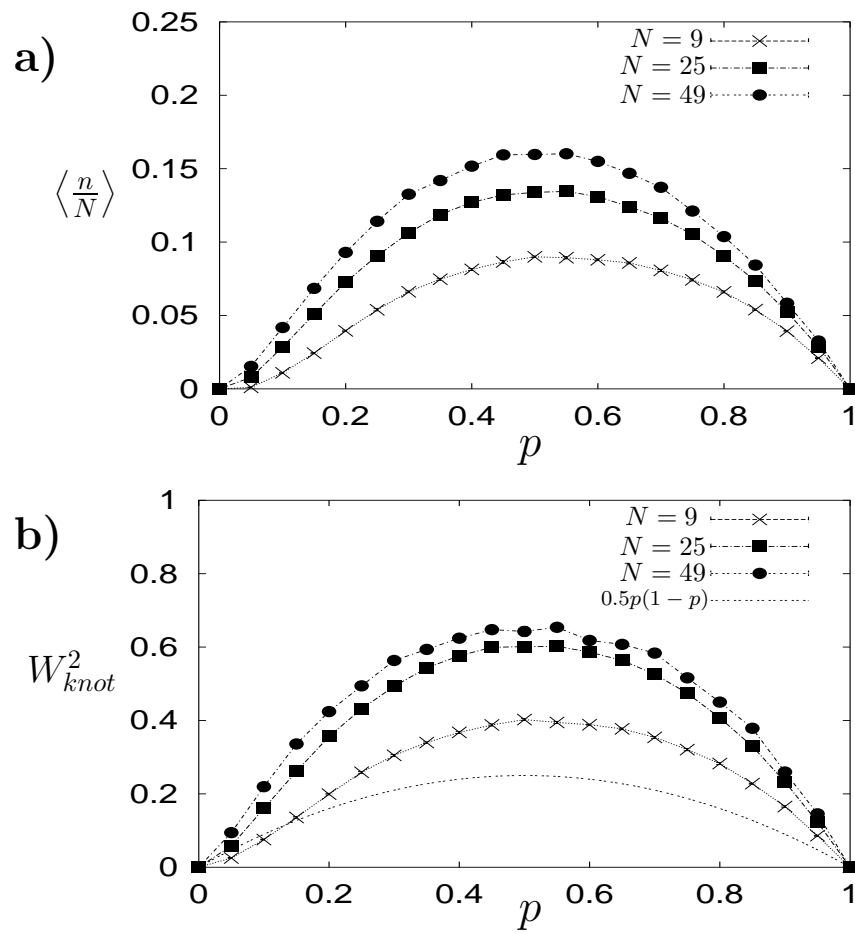 a)
0.25
0.2
0.15
0.1
0.05
0
⟨n/N⟩
N = 9
N = 25
N = 49
0 0.2 0.4 0.6 0.8 1
p
b)
1
0.8
0.6
0.4
0.2
0
W²knot
N = 9
N = 25
N = 49
0.5p(1 − p)
0 0.2 0.4 0.6 0.8 1
p